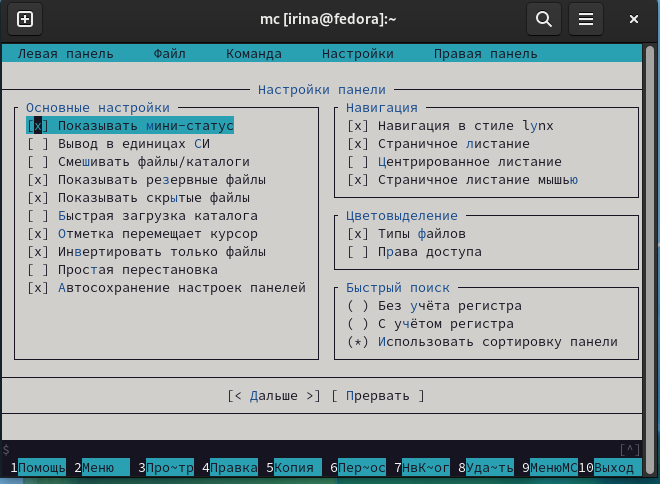 mc [irina@fedora]:~
Левая панель Файл Команда Настройки Правая панель
Настройки панели
Основные настройки
[x] Показывать мини-статус
[ ] Вывод в единицах СИ
[ ] Смешивать файлы/каталоги
[x] Показывать резервные файлы
[x] Показывать скрытые файлы
[ ] Быстрая загрузка каталога
[x] Отметка перемещает курсор
[x] Инвертировать только файлы
[ ] Простая перестановка
[x] Автосохранение настроек панелей
Навигация
[x] Навигация в стиле lynx
[x] Страничное листание
[ ] Центрированное листание
[x] Страничное листание мышью
Цветовыделение
[x] Типы файлов
[ ] Права доступа
Быстрый поиск
( ) Без учёта регистра
( ) С учётом регистра
(*) Использовать сортировку панели
[< Дальше >] [ Прервать ]
$ [^]
1Помощь 2Меню 3Про~тр 4Правка 5Копия 6Пер~ос 7НвК~ог 8Уда~ть 9МенюMC 10Выход